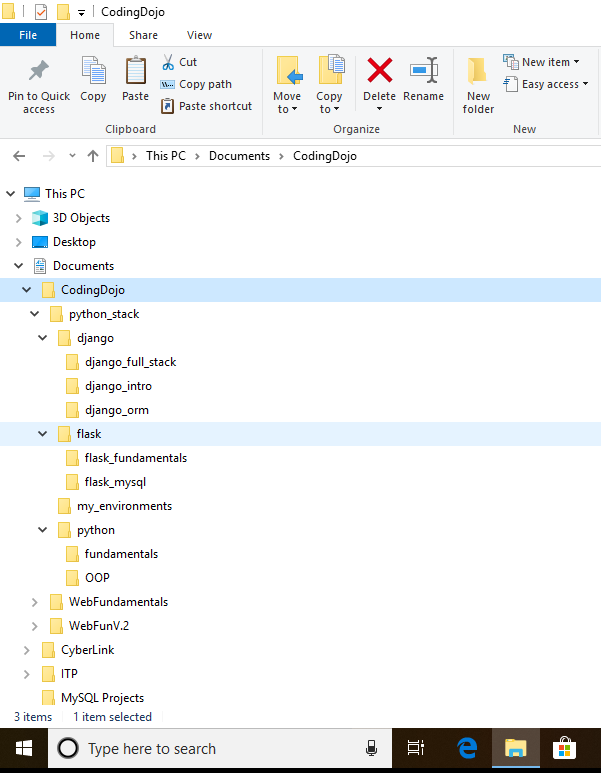 CodingDojo
File Home Share View
Pin to Quick access
Copy
Paste
Cut
Copy path
Paste shortcut
Move to
Copy to
Delete
Rename
New folder
New item
Easy access
Clipboard Organize New
This PC > Documents > CodingDojo
This PC
3D Objects
Desktop
Documents
CodingDojo
python_stack
django
django_full_stack
django_intro
django_orm
flask
flask_fundamentals
flask_mysql
my_environments
python
fundamentals
OOP
WebFundamentals
WebFunV.2
CyberLink
ITP
MySQL Projects
3 items 1 item selected
Type here to search